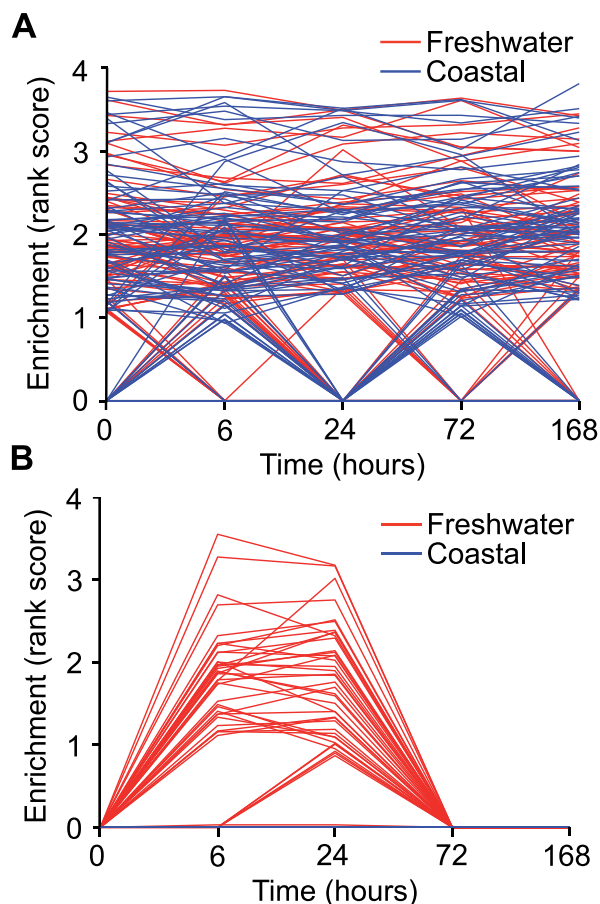 A
Freshwater
Coastal
Enrichment (rank score)
4
3
2
1
0
0 6 24 72 168
Time (hours)
B
Freshwater
Coastal
Enrichment (rank score)
4
3
2
1
0
0 6 24 72 168
Time (hours)